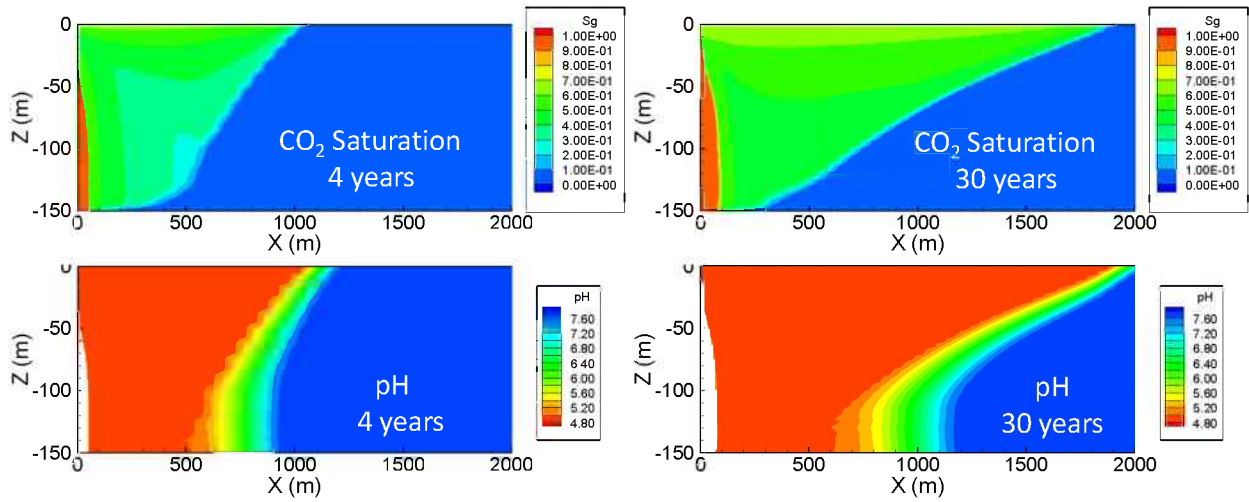 Sg
1.00E+00
9.00E-01
8.00E-01
7.00E-01
6.00E-01
5.00E-01
4.00E-01
3.00E-01
2.00E-01
1.00E-01
0.00E+00
0
-50
-100
-150
Z (m)
CO₂ Saturation
4 years
0 500 1000 1500 2000
X (m)
Sg
1.00E+00
9.00E-01
8.00E-01
7.00E-01
6.00E-01
5.00E-01
4.00E-01
3.00E-01
2.00E-01
1.00E-01
0.00E+00
0
-50
-100
-150
Z (m)
CO₂ Saturation
30 years
0 500 1000 1500 2000
X (m)
pH
7.60
7.20
6.80
6.40
6.00
5.60
5.20
4.80
0
-50
-100
-150
Z (m)
pH
4 years
0 500 1000 1500 2000
X (m)
pH
7.60
7.20
6.80
6.40
6.00
5.60
5.20
4.80
0
-50
-100
-150
Z (m)
pH
30 years
0 500 1000 1500 2000
X (m)